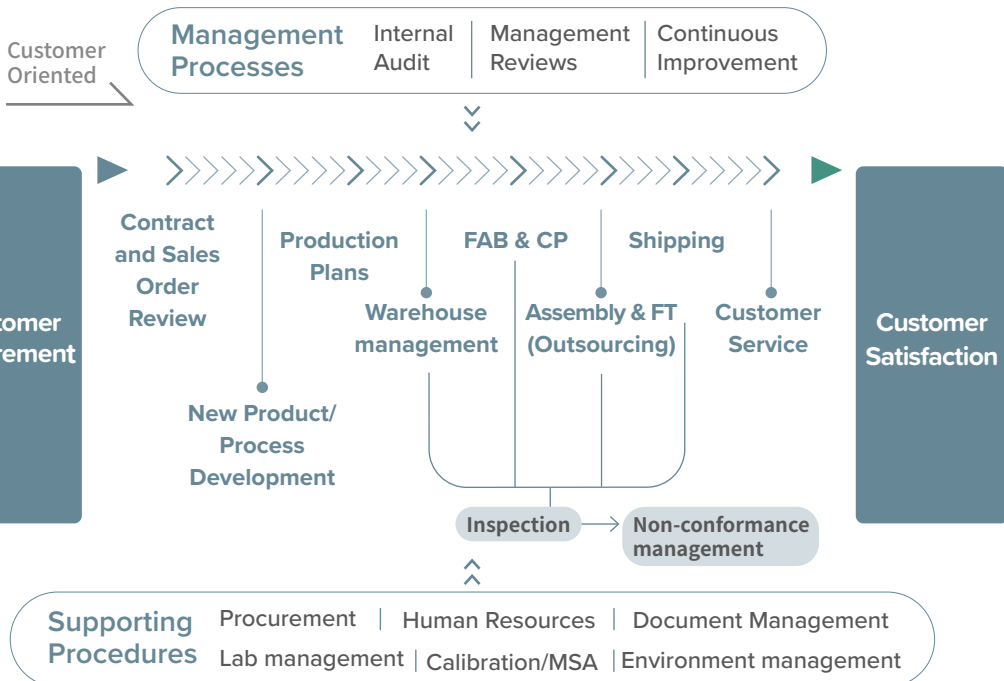 Customer
Oriented
Management
Processes
Internal
Audit
Management
Reviews
Continuous
Improvement
Contract
and Sales
Order
Review
New Product/
Process
Development
Production
Plans
Warehouse
management
FAB & CP
Assembly & FT
(Outsourcing)
Shipping
Customer
Service
Customer
Satisfaction
Inspection
Non-conformance
management
Supporting
Procedures
Procurement
Human Resources
Document Management
Lab management
Calibration/MSA
Environment management